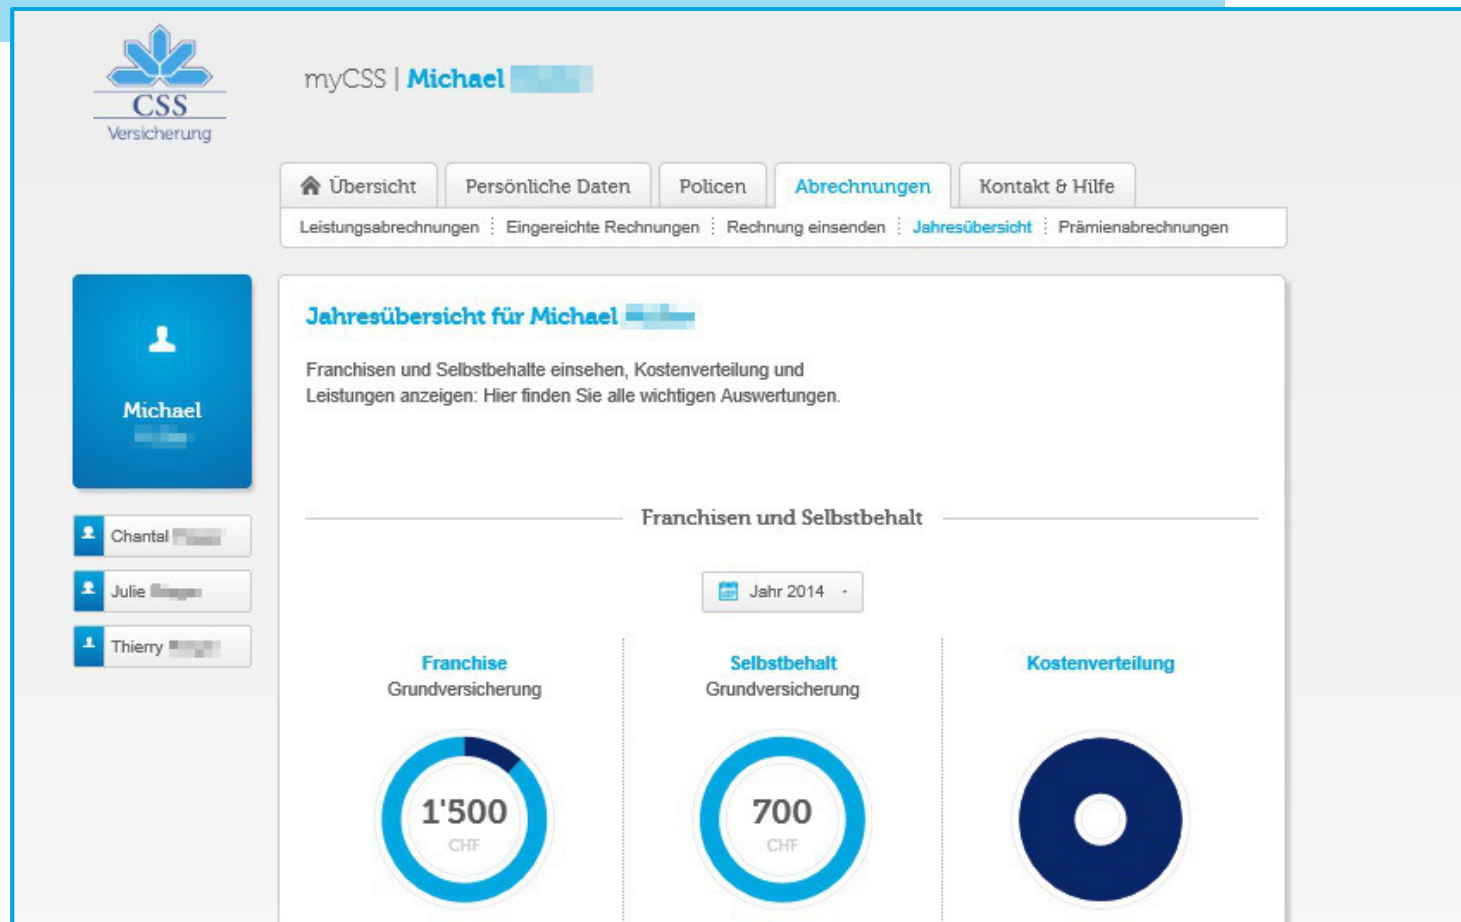 CSS
Versicherung
myCSS | Michael
Übersicht
Persönliche Daten
Policen
Abrechnungen
Kontakt & Hilfe
Leistungsabrechnungen
Eingereichte Rechnungen
Rechnung einsenden
Jahresübersicht
Prämienabrechnungen
Michael
Chantal
Julie
Thierry
Jahresübersicht für Michael
Franchisen und Selbstbehalte einsehen, Kostenverteilung und
Leistungen anzeigen: Hier finden Sie alle wichtigen Auswertungen.
Franchisen und Selbstbehalt
Jahr 2014
Franchise
Grundversicherung
1'500
CHF
Selbstbehalt
Grundversicherung
700
CHF
Kostenverteilung